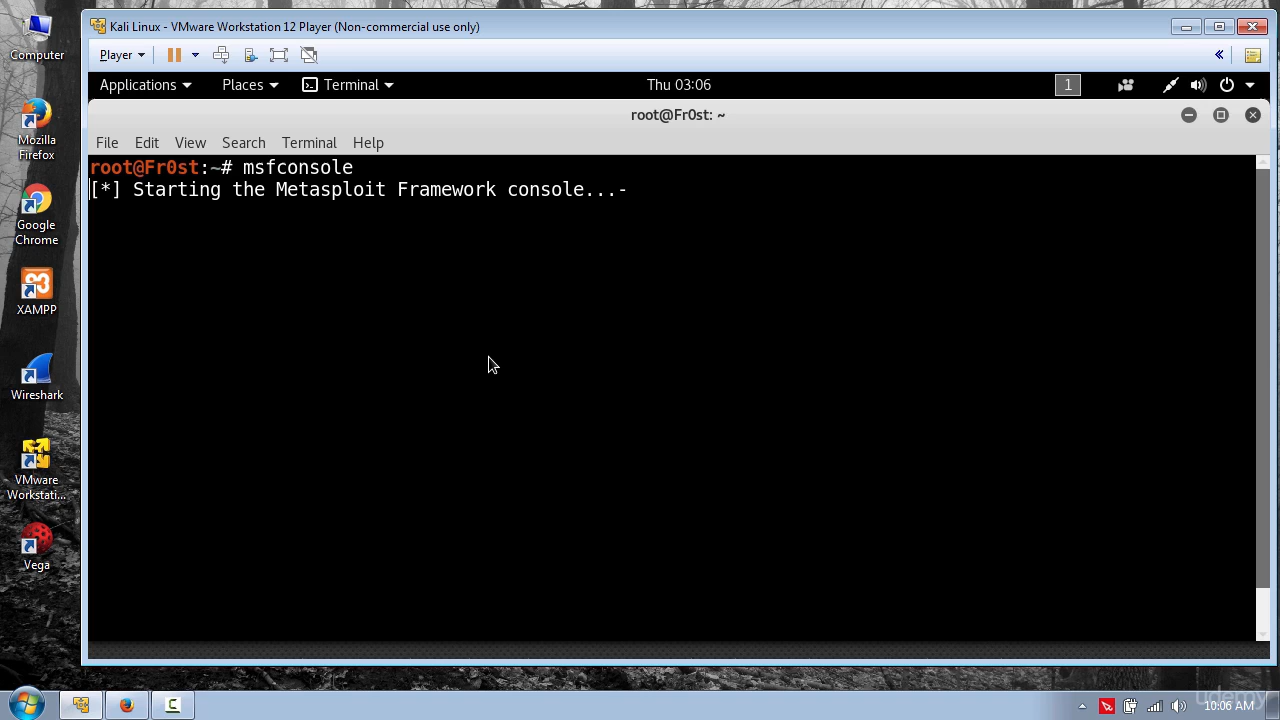 Kali Linux - VMware Workstation 12 Player (Non-commercial use only)
Player
Applications Places Terminal Thu 03:06 1
root@Fr0st: ~
File Edit View Search Terminal Help
root@Fr0st:~# msfconsole
[*] Starting the Metasploit Framework console...-
Computer
Mozilla
Firefox
Google
Chrome
XAMPP
Wireshark
VMware
Workstati...
Vega
10:06 AM
udemy